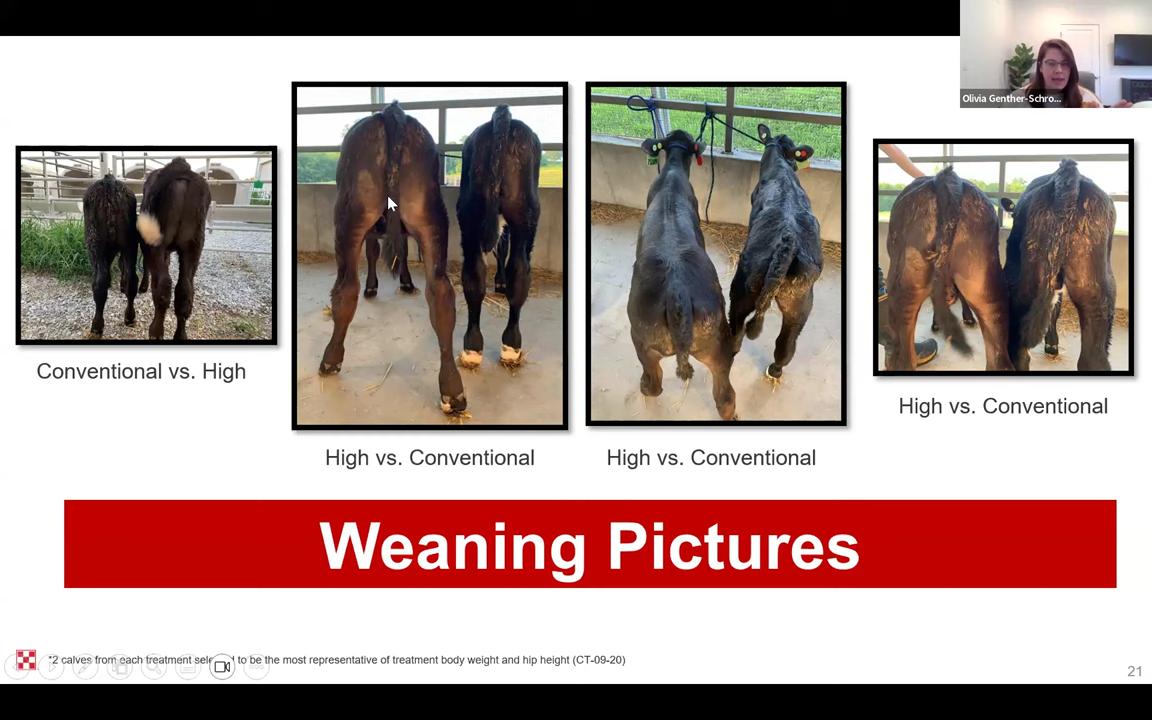 Olivia Genther-Schro...
Conventional vs. High
High vs. Conventional
High vs. Conventional
High vs. Conventional
Weaning Pictures
*2 calves from each treatment to be the most representative of treatment body weight and hip height (CT-09-20)
21